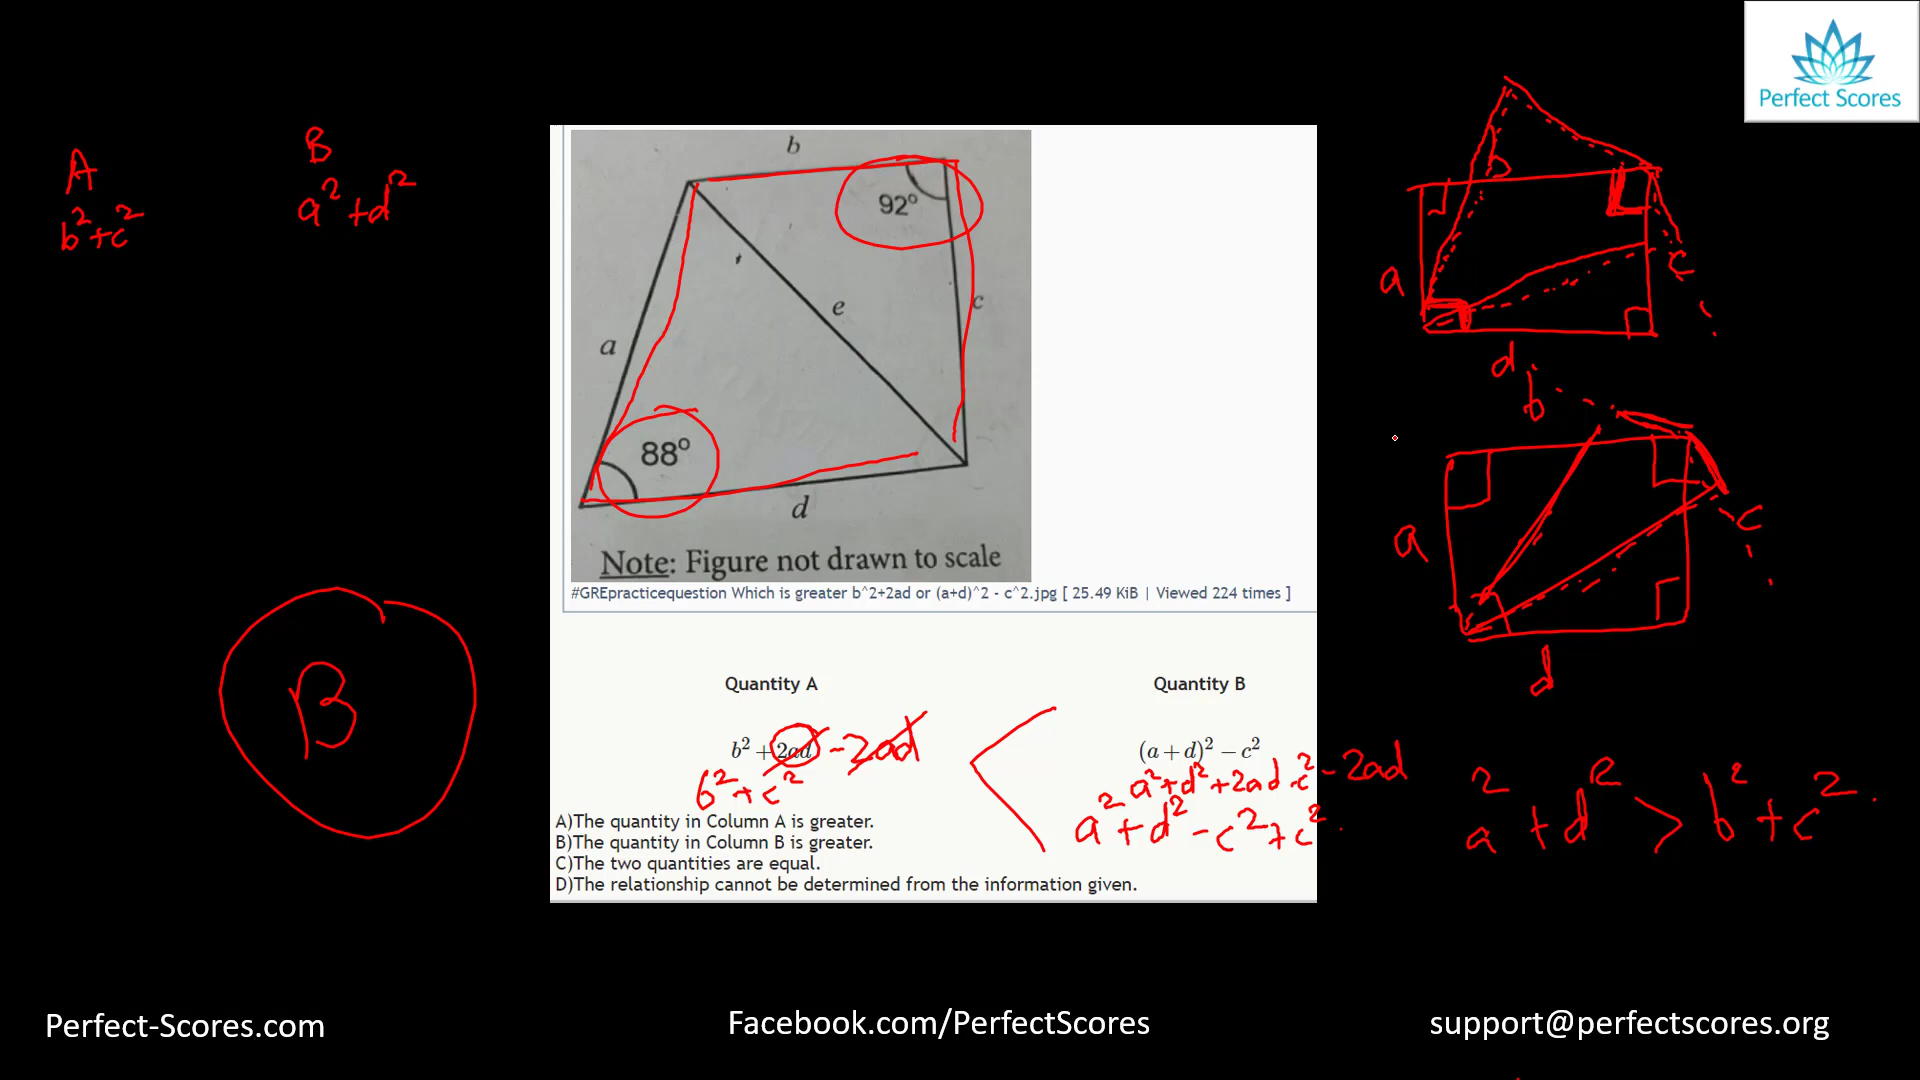 Perfect Scores
A
b²+c²
B
a²+d²
b
92°
a
e
c
88°
d
Note: Figure not drawn to scale
#GREpracticequestion Which is greater b^2+2ad or (a+d)^2 - c^2.jpg [ 25.49 KiB | Viewed 224 times ]
b
a
c
d
b
a
c
d
B
Quantity A
Quantity B
b² + 2ad - 2ad
(a + d)² − c²
b²+c²
<
a²+d²+2ad-c² - 2ad
a²+d²-c²+c²
a²+d² > b²+c²
A)The quantity in Column A is greater.
B)The quantity in Column B is greater.
C)The two quantities are equal.
D)The relationship cannot be determined from the information given.
Perfect-Scores.com
Facebook.com/PerfectScores
support@perfectscores.org